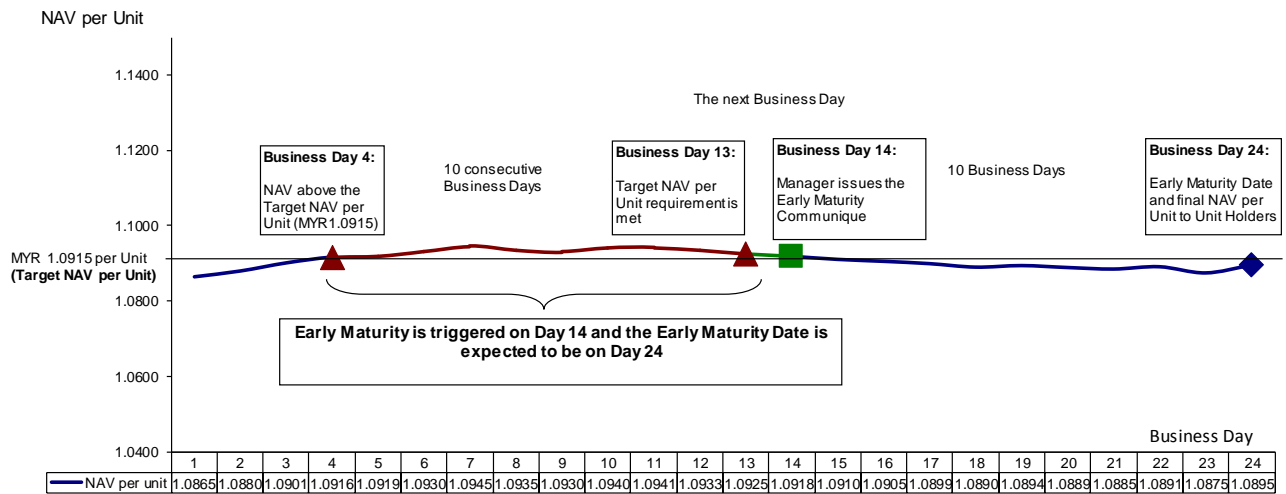 NAV per Unit
1.1400
The next Business Day
1.1200
Business Day 4:
NAV above the
Target NAV per
Unit (MYR1.0915)
10 consecutive
Business Days
Business Day 13:
Target NAV per
Unit requirement is
met
Business Day 14:
Manager issues the
Early Maturity
Communique
10 Business Days
Business Day 24:
Early Maturity Date
and final NAV per
Unit to Unit Holders
1.1000
MYR 1.0915 per Unit
(Target NAV per Unit)
1.0800
Early Maturity is triggered on Day 14 and the Early Maturity Date is
expected to be on Day 24
1.0600
Business Day
1.0400
1 2 3 4 5 6 7 8 9 10 11 12 13 14 15 16 17 18 19 20 21 22 23 24
NAV per unit 1.0865 1.0880 1.0901 1.0916 1.0919 1.0930 1.0945 1.0935 1.0930 1.0940 1.0941 1.0933 1.0925 1.0918 1.0910 1.0905 1.0899 1.0890 1.0894 1.0889 1.0885 1.0891 1.0875 1.0895